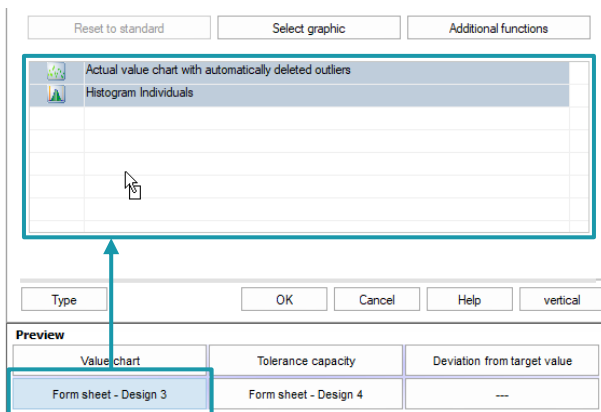 Reset to standard Select graphic Additional functions
Actual value chart with automatically deleted outliers
Histogram Individuals
Type OK Cancel Help vertical
Preview
Value chart Tolerance capacity Deviation from target value
Form sheet - Design 3 Form sheet - Design 4 ---